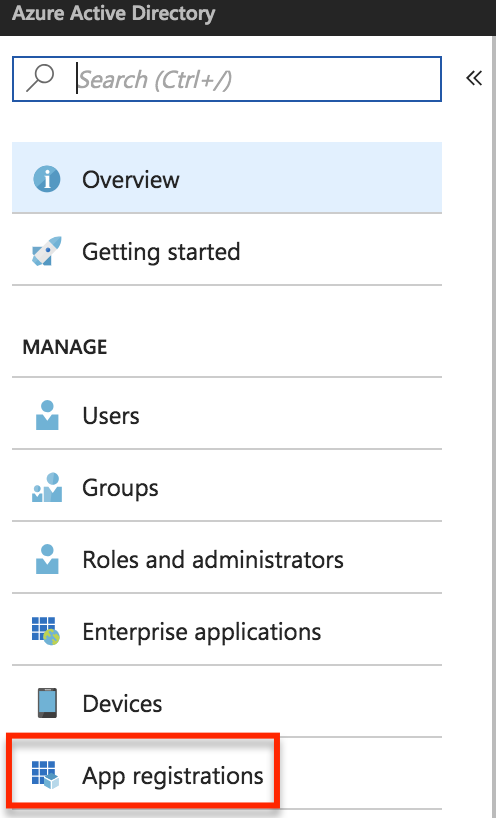 Azure Active Directory
Search (Ctrl+/)
Overview
Getting started
MANAGE
Users
Groups
Roles and administrators
Enterprise applications
Devices
App registrations